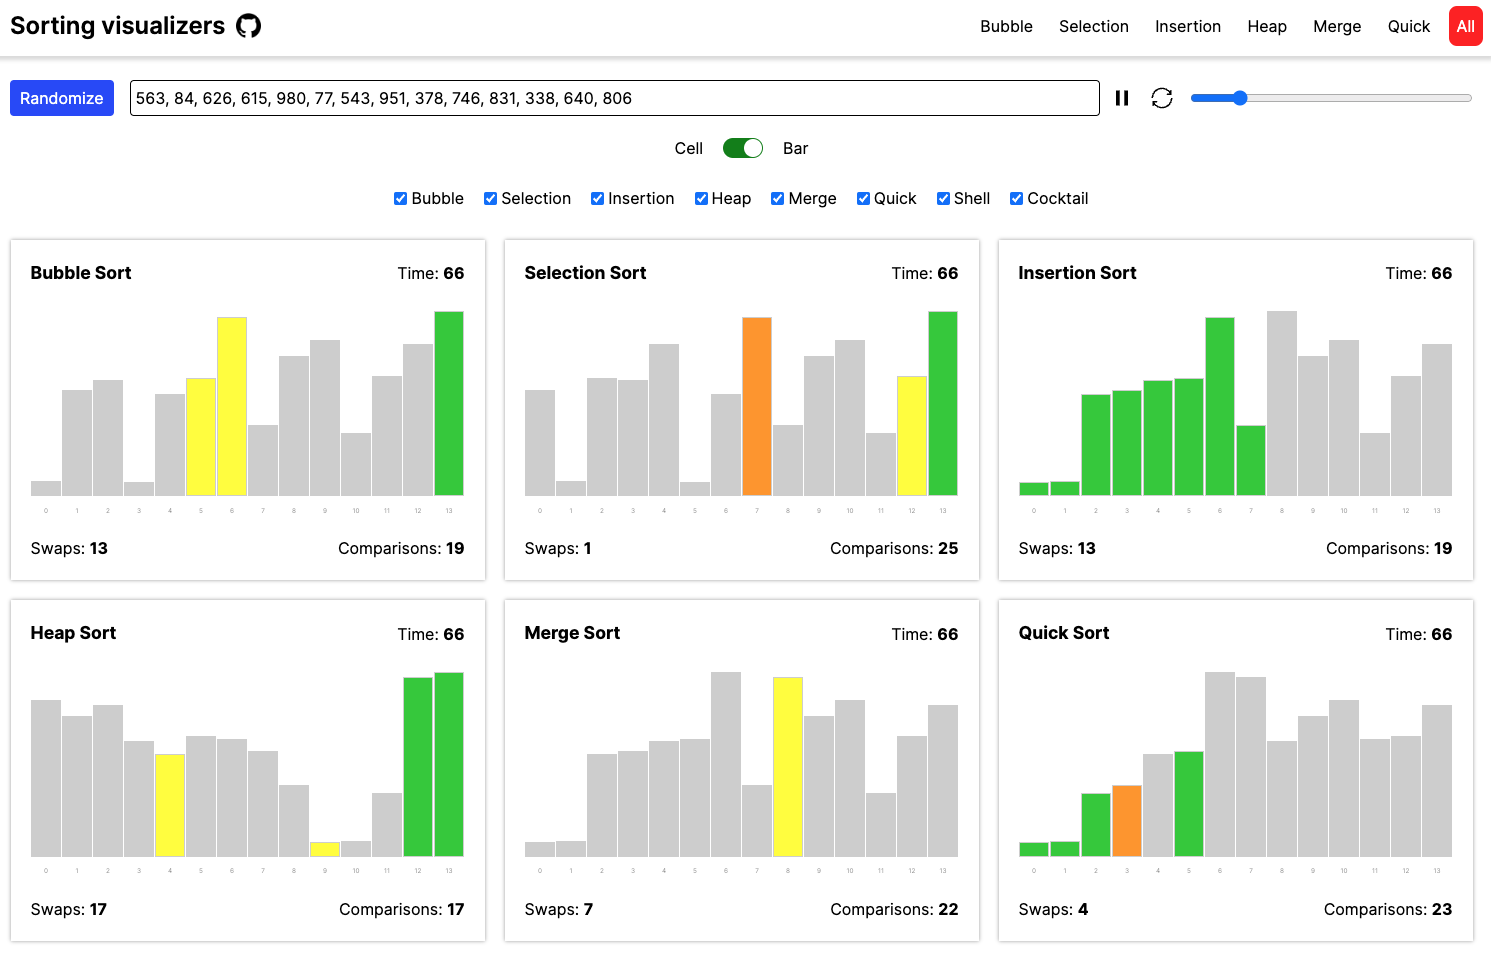 Sorting visualizers
Bubble Selection Insertion Heap Merge Quick All
Randomize 563, 84, 626, 615, 980, 77, 543, 951, 378, 746, 831, 338, 640, 806
Cell Bar
Bubble Selection Insertion Heap Merge Quick Shell Cocktail
Bubble Sort Time: 66
0 1 2 3 4 5 6 7 8 9 10 11 12 13
Swaps: 13 Comparisons: 19
Selection Sort Time: 66
0 1 2 3 4 5 6 7 8 9 10 11 12 13
Swaps: 1 Comparisons: 25
Insertion Sort Time: 66
0 1 2 3 4 5 6 7 8 9 10 11 12 13
Swaps: 13 Comparisons: 19
Heap Sort Time: 66
0 1 2 3 4 5 6 7 8 9 10 11 12 13
Swaps: 17 Comparisons: 17
Merge Sort Time: 66
0 1 2 3 4 5 6 7 8 9 10 11 12 13
Swaps: 7 Comparisons: 22
Quick Sort Time: 66
0 1 2 3 4 5 6 7 8 9 10 11 12 13
Swaps: 4 Comparisons: 23